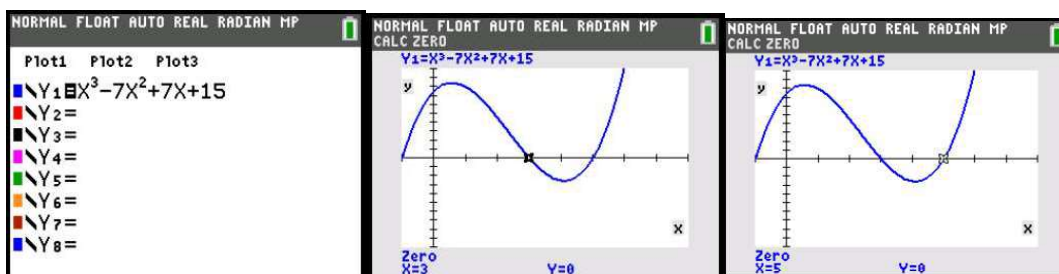 NORMAL FLOAT AUTO REAL RADIAN MP
Plot1 Plot2 Plot3
\Y₁=X³-7X²+7X+15
\Y₂=
\Y₃=
\Y₄=
\Y₅=
\Y₆=
\Y₇=
\Y₈=
NORMAL FLOAT AUTO REAL RADIAN MP
CALC ZERO
Y₁=X³-7X²+7X+15
y
x
Zero
X=3 Y=0
NORMAL FLOAT AUTO REAL RADIAN MP
CALC ZERO
Y₁=X³-7X²+7X+15
y
x
Zero
X=5 Y=0